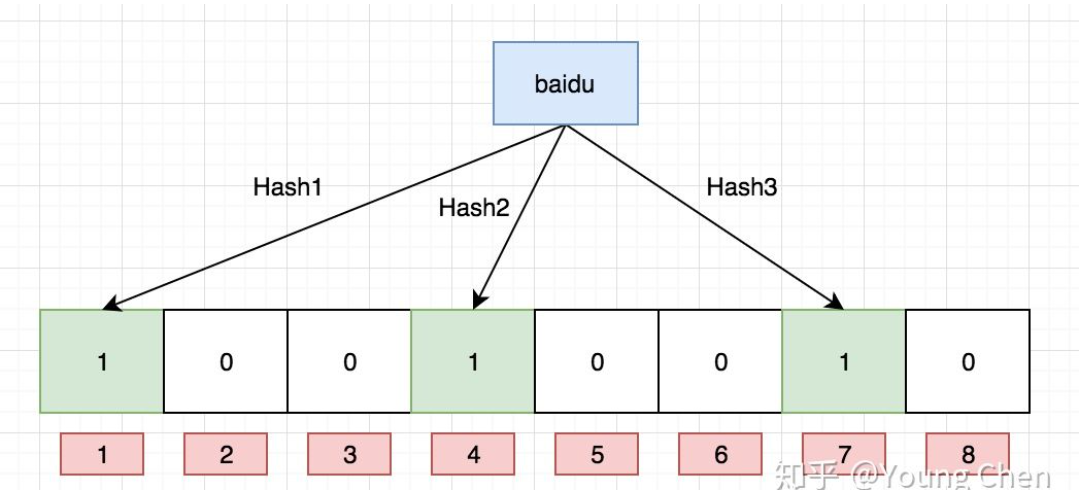 baidu
Hash1
Hash2
Hash3
1 0 0 1 0 0 1 0
1 2 3 4 5 6 7 8
知乎 @Young Chen